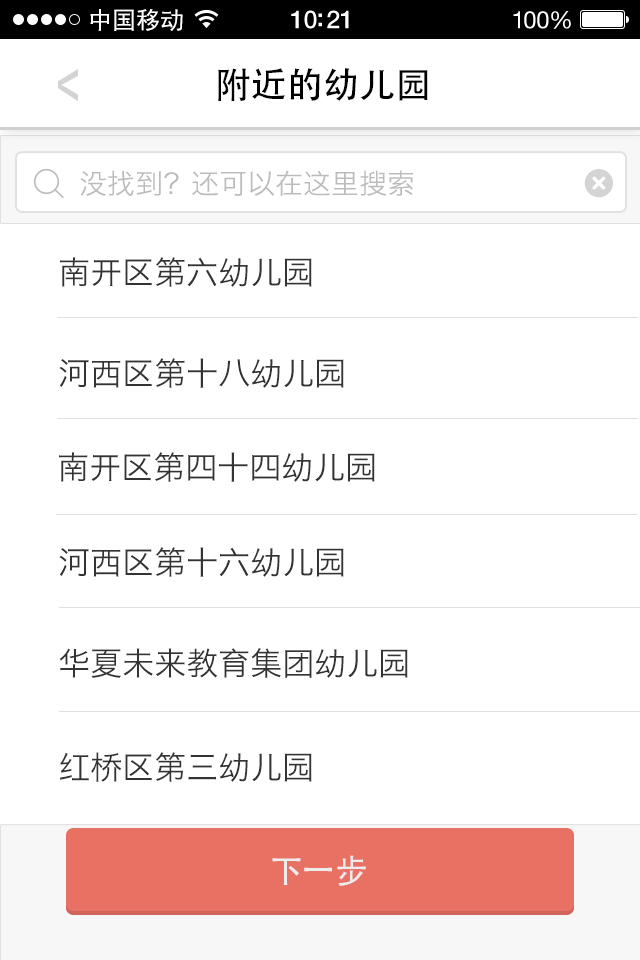 中国移动 10:21 100%
附近的幼儿园
没找到？还可以在这里搜索
南开区第六幼儿园
河西区第十八幼儿园
南开区第四十四幼儿园
河西区第十六幼儿园
华夏未来教育集团幼儿园
红桥区第三幼儿园
下一步